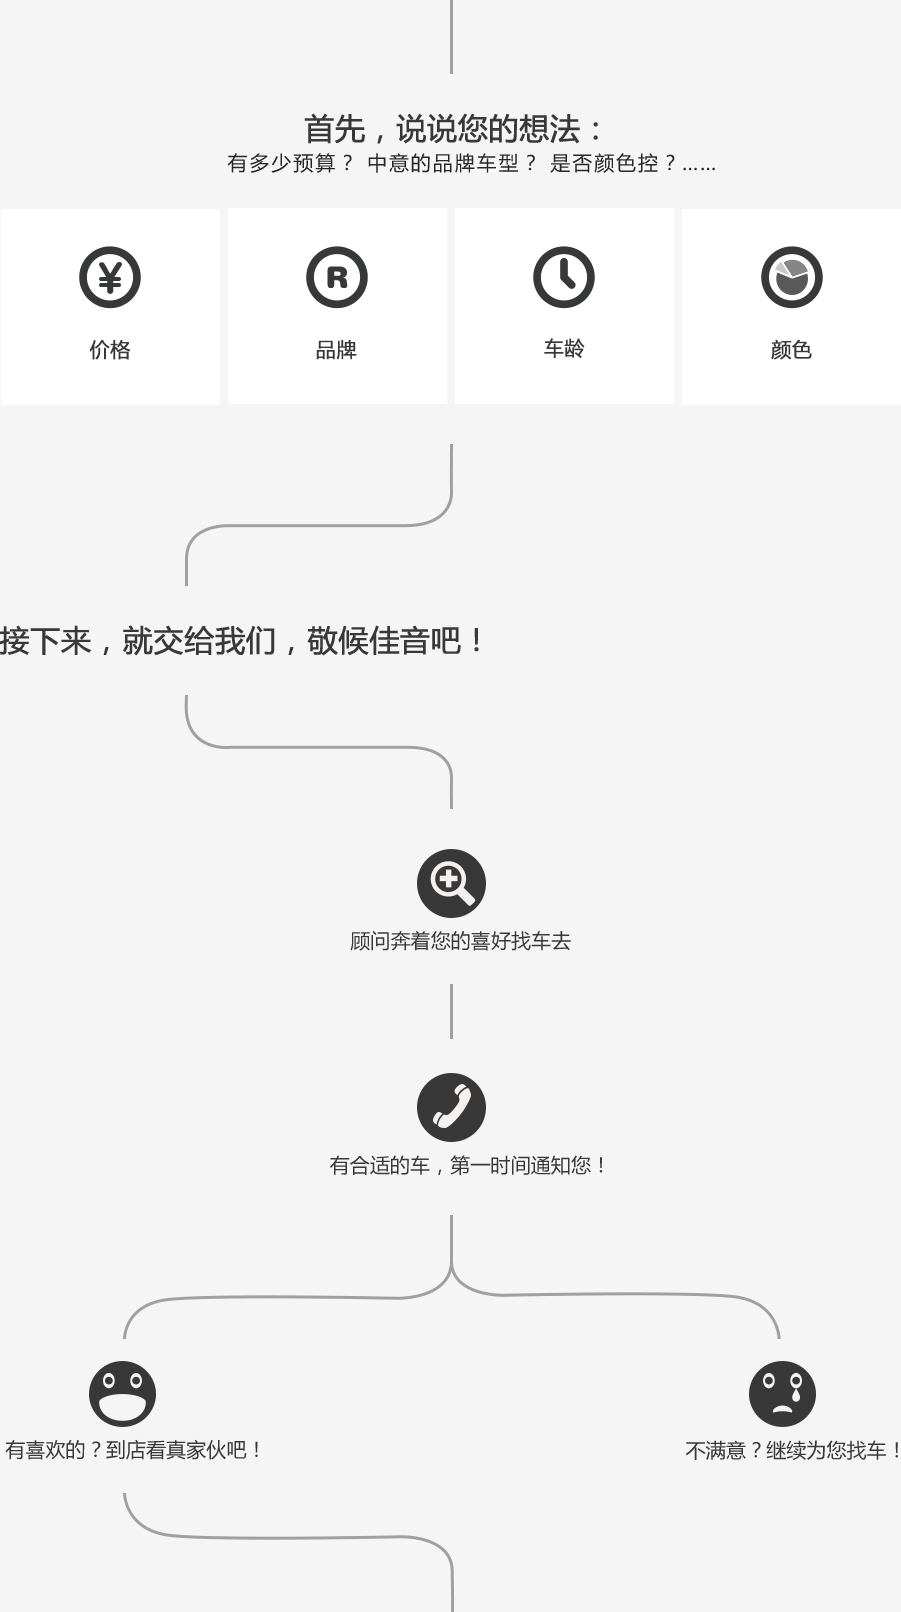 首先，说说您的想法：
有多少预算？ 中意的品牌车型？ 是否颜色控？……
价格
品牌
车龄
颜色
接下来，就交给我们，敬候佳音吧！
顾问奔着您的喜好找车去
有合适的车，第一时间通知您！
有喜欢的？到店看真家伙吧！
不满意？继续为您找车！